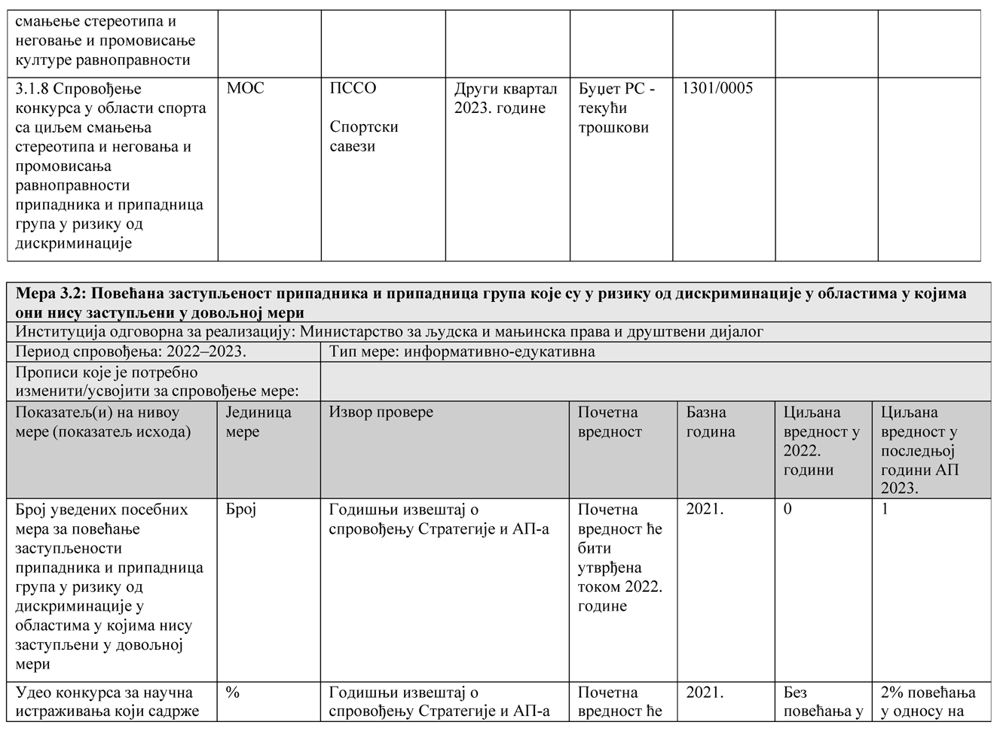 смањење стереотипа и
неговање и промовисање
културе равноправности
3.1.8 Спровођење
конкурса у области спорта
са циљем смањења
стереотипа и неговања и
промовисања
равноправности
припадника и припадница
група у ризику од
дискриминације
МОС
ПССО
Спортски
савези
Други квартал
2023. године
Буџет РС -
текући
трошкови
1301/0005
Мера 3.2: Повећана заступљеност припадника и припадница група које су у ризику од дискриминације у областима у којима
они нису заступљени у довољној мери
Институција одговорна за реализацију: Министарство за људска и мањинска права и друштвени дијалог
Период спровођења: 2022–2023.
Тип мере: информативно-едукативна
Прописи које је потребно
изменити/усвојити за спровођење мере:
Показатељ(и) на нивоу
мере (показатељ исхода)
Јединица
мере
Извор провере
Почетна
вредност
Базна
година
Циљана
вредност у
2022.
години
Циљана
вредност у
последњој
години АП
2023.
Број уведених посебних
мера за повећање
заступљености
припадника и припадница
група у ризику од
дискриминације у
областима у којима нису
заступљени у довољној
мери
Број
Годишњи извештај о
спровођењу Стратегије и АП-а
Почетна
вредност ће
бити
утврђена
током 2022.
године
2021.
0
1
Удео конкурса за научна
истраживања који садрже
%
Годишњи извештај о
спровођењу Стратегије и АП-а
Почетна
вредност ће
2021.
Без
повећања у
2% повећања
у односу на